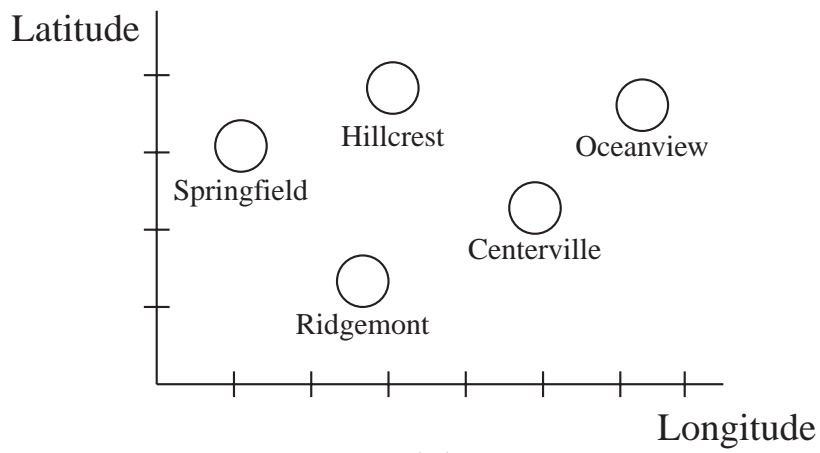 Latitude
Hillcrest
Oceanview
Springfield
Centerville
Ridgemont
Longitude